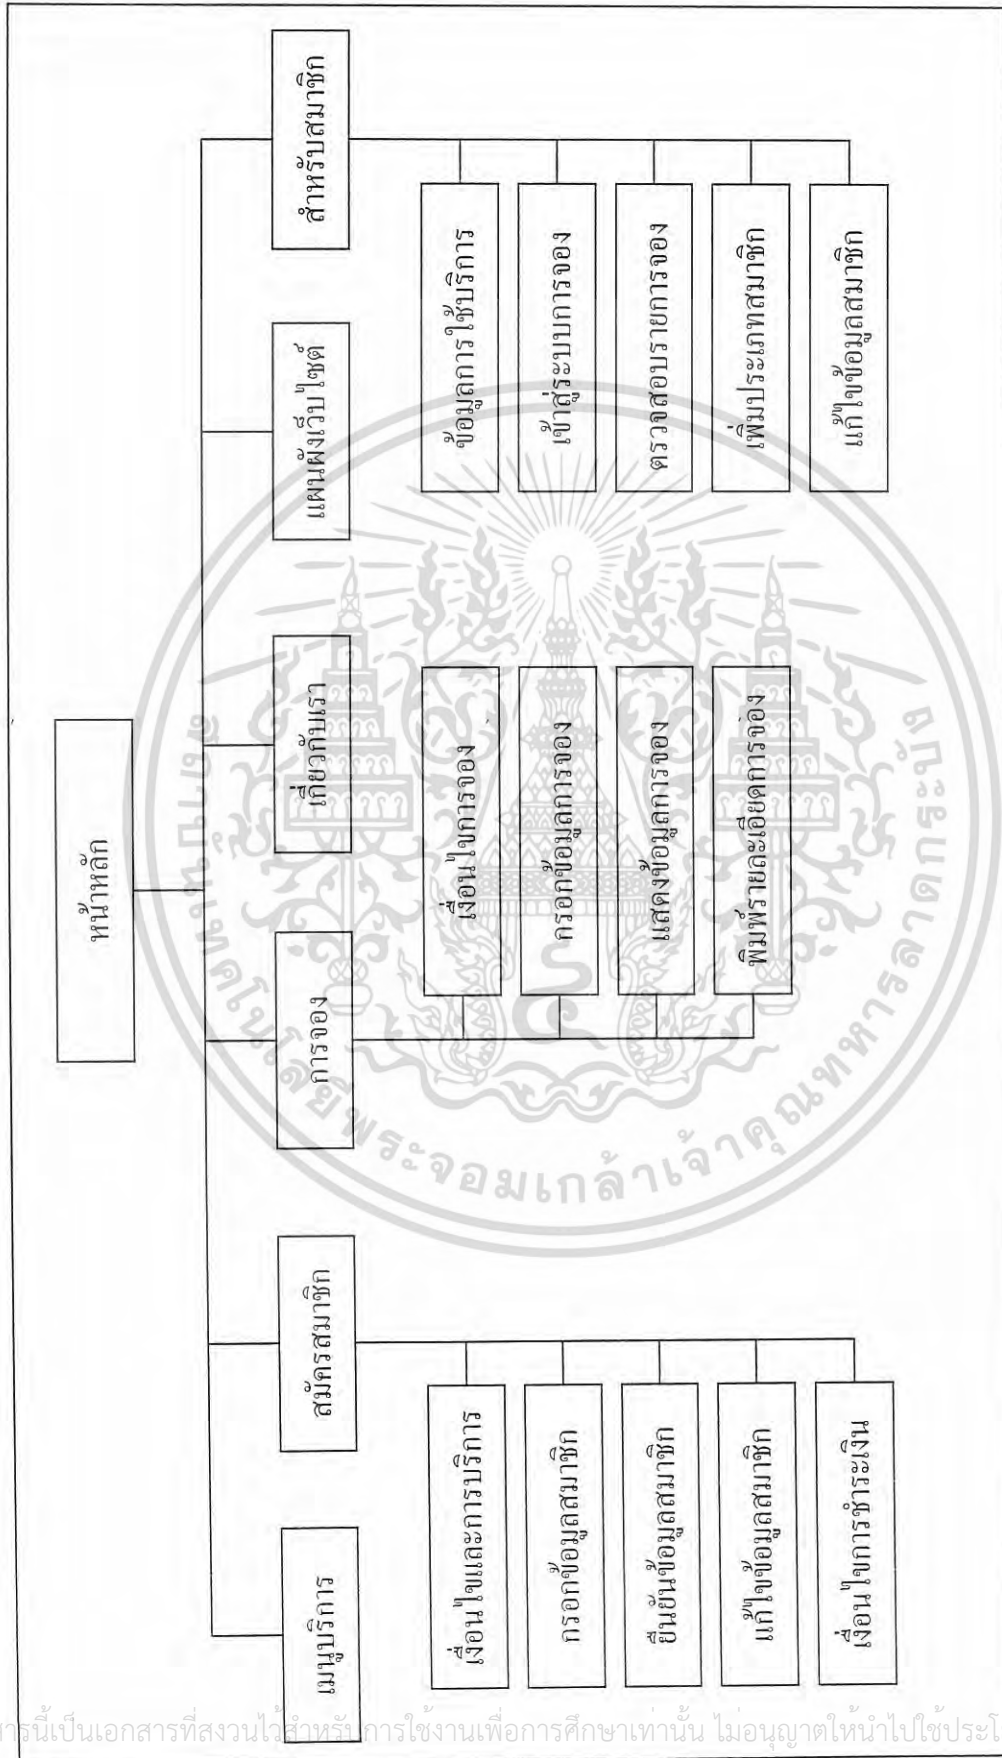 หน้าหลัก
เมนูบริการ
สมัครสมาชิก
การจอง
เกี่ยวกับเรา
แผนผังเว็บไซต์
สำหรับสมาชิก
เงื่อนไขและการบริการ
กรอกข้อมูลสมาชิก
ยืนยันข้อมูลสมาชิก
แก้ไขข้อมูลสมาชิก
เงื่อนไขการชำระเงิน
เงื่อนไขการจอง
กรอกข้อมูลการจอง
แสดงข้อมูลการจอง
พิมพ์รายละเอียดการจอง
ข้อมูลการใช้บริการ
เข้าสู่ระบบการจอง
ตรวจสอบรายการจอง
เพิ่มประเภทสมาชิก
แก้ไขข้อมูลสมาชิก
สถาบันเทคโนโลยีพระจอมเกล้าเจ้าคุณทหารลาดกระบัง
ารนี้เป็นเอกสารที่สงวนไว้สำหรับการใช้งานเพื่อการศึกษาเท่านั้น ไม่อนุญาตให้นำไปใช้ประโ